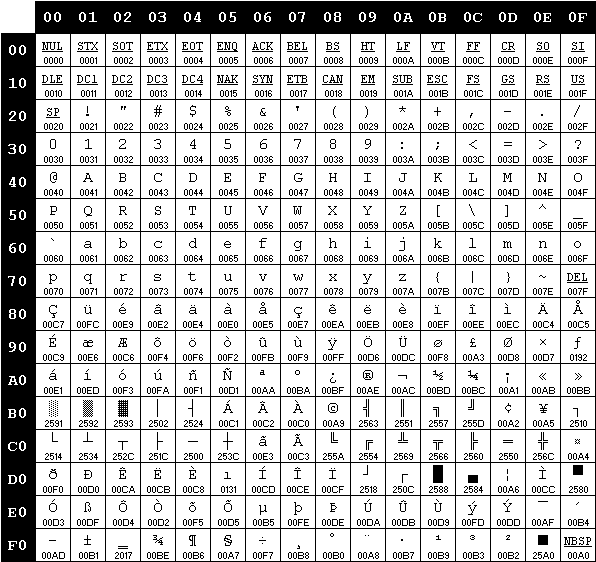 00 01 02 03 04 05 06 07 08 09 0A 0B 0C 0D 0E 0F
00 NUL STX SOT ETX EOT ENQ ACK BEL BS HT LF VT FF CR SO SI
0000 0001 0002 0003 0004 0005 0006 0007 0008 0009 000A 000B 000C 000D 000E 000F
10 DLE DC1 DC2 DC3 DC4 NAK SYN ETB CAN EM SUB ESC FS GS RS US
0010 0011 0012 0013 0014 0015 0016 0017 0018 0019 001A 001B 001C 001D 001E 001F
20 SP ! " # $ % & ' ( ) * + , - . /
0020 0021 0022 0023 0024 0025 0026 0027 0028 0029 002A 002B 002C 002D 002E 002F
30 0 1 2 3 4 5 6 7 8 9 : ; < = > ?
0030 0031 0032 0033 0034 0035 0036 0037 0038 0039 003A 003B 003C 003D 003E 003F
40 @ A B C D E F G H I J K L M N O
0040 0041 0042 0043 0044 0045 0046 0047 0048 0049 004A 004B 004C 004D 004E 004F
50 P Q R S T U V W X Y Z [ \ ] ^ _
0050 0051 0052 0053 0054 0055 0056 0057 0058 0059 005A 005B 005C 005D 005E 005F
60 ` a b c d e f g h i j k l m n o
0060 0061 0062 0063 0064 0065 0066 0067 0068 0069 006A 006B 006C 006D 006E 006F
70 p q r s t u v w x y z { | } ~ DEL
0070 0071 0072 0073 0074 0075 0076 0077 0078 0079 007A 007B 007C 007D 007E 007F
80 Ç ü é â ä à å ç ê ë è ï î ì Ä Å
00C7 00FC 00E9 00E2 00E4 00E0 00E5 00E7 00EA 00EB 00E8 00EF 00EE 00EC 00C4 00C5
90 É æ Æ ô ö ò û ù ÿ Ö Ü ø £ Ø × ƒ
00C9 00E6 00C6 00F4 00F6 00F2 00FB 00F9 00FF 00D6 00DC 00F8 00A3 00D8 00D7 0192
A0 á í ó ú ñ Ñ ª º ¿ ® ¬ ½ ¼ ¡ « »
00E1 00ED 00F3 00FA 00F1 00D1 00AA 00BA 00BF 00AE 00AC 00BD 00BC 00A1 00AB 00BB
B0 ░ ▒ ▓ │ ┤ Á Â À © ╣ ║ ╗ ╝ ¢ ¥ ┐
2591 2592 2593 2502 2524 00C1 00C2 00C0 00A9 2563 2551 2557 255D 00A2 00A5 2510
C0 └ ┴ ┬ ├ ─ ┼ ã Ã ╚ ╔ ╩ ╦ ╠ ═ ╬ ¤
2514 2534 252C 251C 2500 253C 00E3 00C3 255A 2554 2569 2566 2560 2550 256C 00A4
D0 ð Ð Ê Ë È ı Í Î Ï ┘ ┌ █ ▄ ¦ Ì ▀
00F0 00D0 00CA 00CB 00C8 0131 00CD 00CE 00CF 2518 250C 2588 2584 00A6 00CC 2580
E0 Ó ß Ô Ò õ Õ µ þ Þ Ú Û Ù ý Ý ¯ ´
00D3 00DF 00D4 00D2 00F5 00D5 00B5 00FE 00DE 00DA 00DB 00D9 00FD 00DD 00AF 00B4
F0 - ± ‗ ¾ ¶ § ÷ ¸ ° ¨ · ¹ ³ ² ■ NBSP
00AD 00B1 2017 00BE 00B6 00A7 00F7 00B8 00B0 00A8 00B7 00B9 00B3 00B2 25A0 00A0